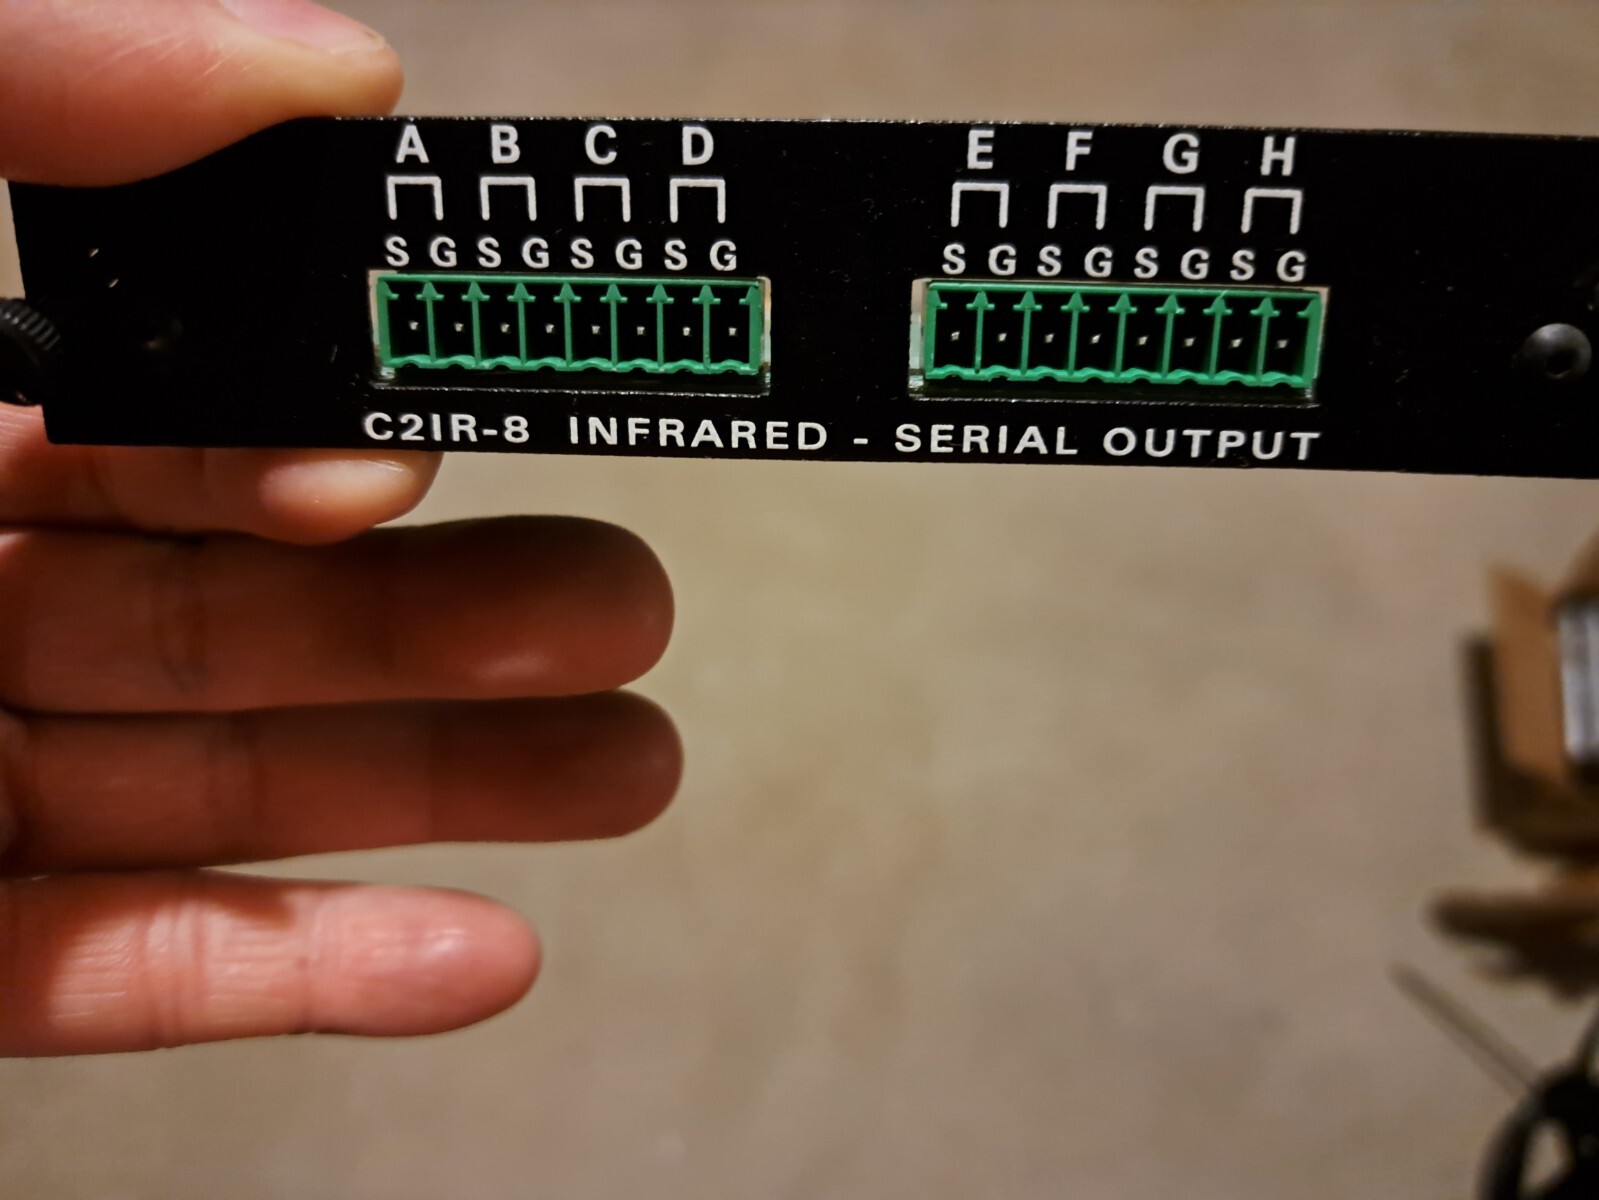 A B C D E F G H
S G S G S G S G S G S G S G S G
C2IR-8 INFRARED - SERIAL OUTPUT